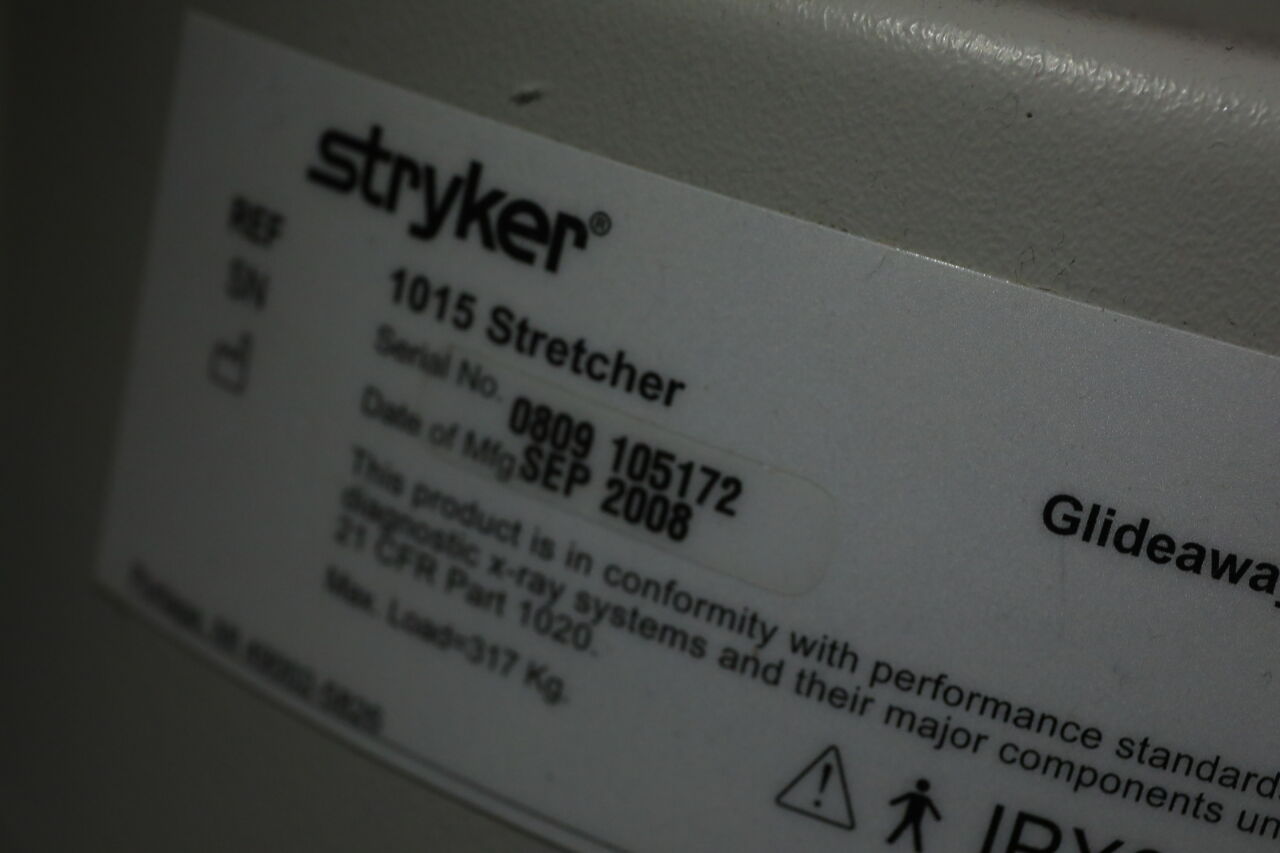 stryker®
REF
SN
1015 Stretcher
Serial No. 0809 105172
Date of Mfg SEP 2008
This product is in conformity with performance standard
diagnostic x-ray systems and their major components un
21 CFR Part 1020.
Max. Load=317 Kg.
Glideaway
IPX